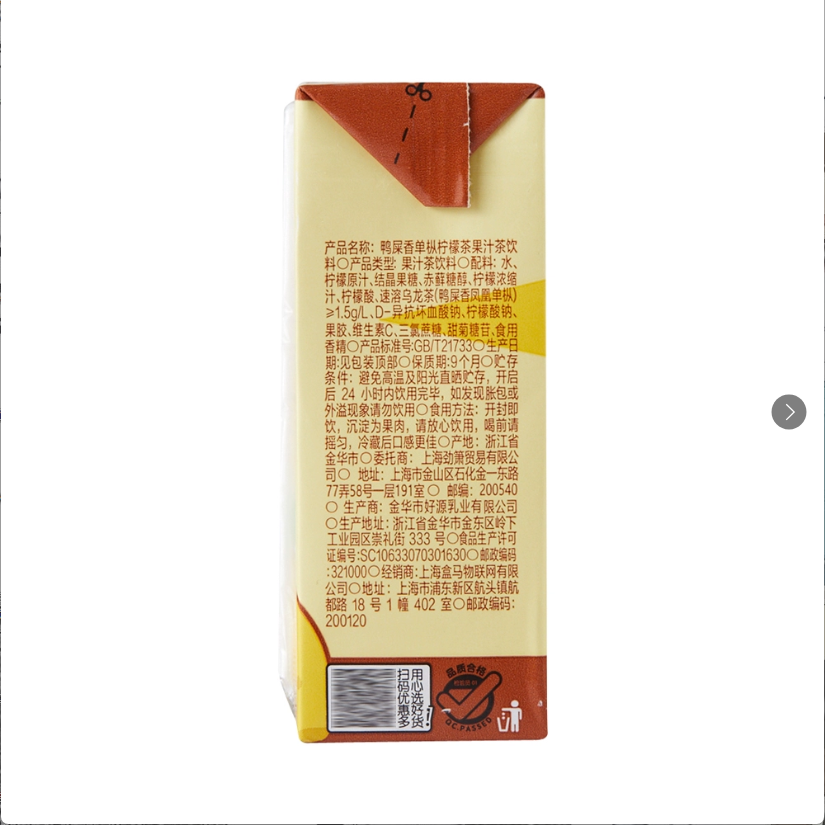 产品名称：鸭屎香单枞柠檬茶果汁茶饮
料〇产品类型：果汁茶饮料〇配料：水、
柠檬原汁、结晶果糖、赤藓糖醇、柠檬浓缩
汁、柠檬酸、速溶乌龙茶(鸭屎香凤凰单枞)
≥1.5g/L、D-异抗坏血酸钠、柠檬酸钠、
果胶、维生素C、三氯蔗糖、甜菊糖苷、食用
香精〇产品标准号:GB/T21733〇生产日
期:见包装顶部〇保质期:9个月〇贮存
条件：避免高温及阳光直晒贮存，开启
后 24 小时内饮用完毕，如发现胀包或
外溢现象请勿饮用〇食用方法：开封即
饮，沉淀为果肉，请放心饮用，喝前请
摇匀，冷藏后口感更佳〇产地：浙江省
金华市〇委托商：上海劲箫贸易有限公
司〇 地址：上海市金山区石化金一东路
77弄58号一层191室〇 邮编：200540
〇 生产商：金华市好源乳业有限公司
〇生产地址：浙江省金华市金东区岭下
工业园区崇礼街 333 号〇食品生产许可
证编号:SC10633070301630〇邮政编码
:321000〇经销商:上海盒马物联网有限
公司〇地址：上海市浦东新区航头镇航
都路 18 号 1 幢 402 室〇邮政编码：
200120
用心选好货
扫码优惠多!
品质合格
QC.PASSED